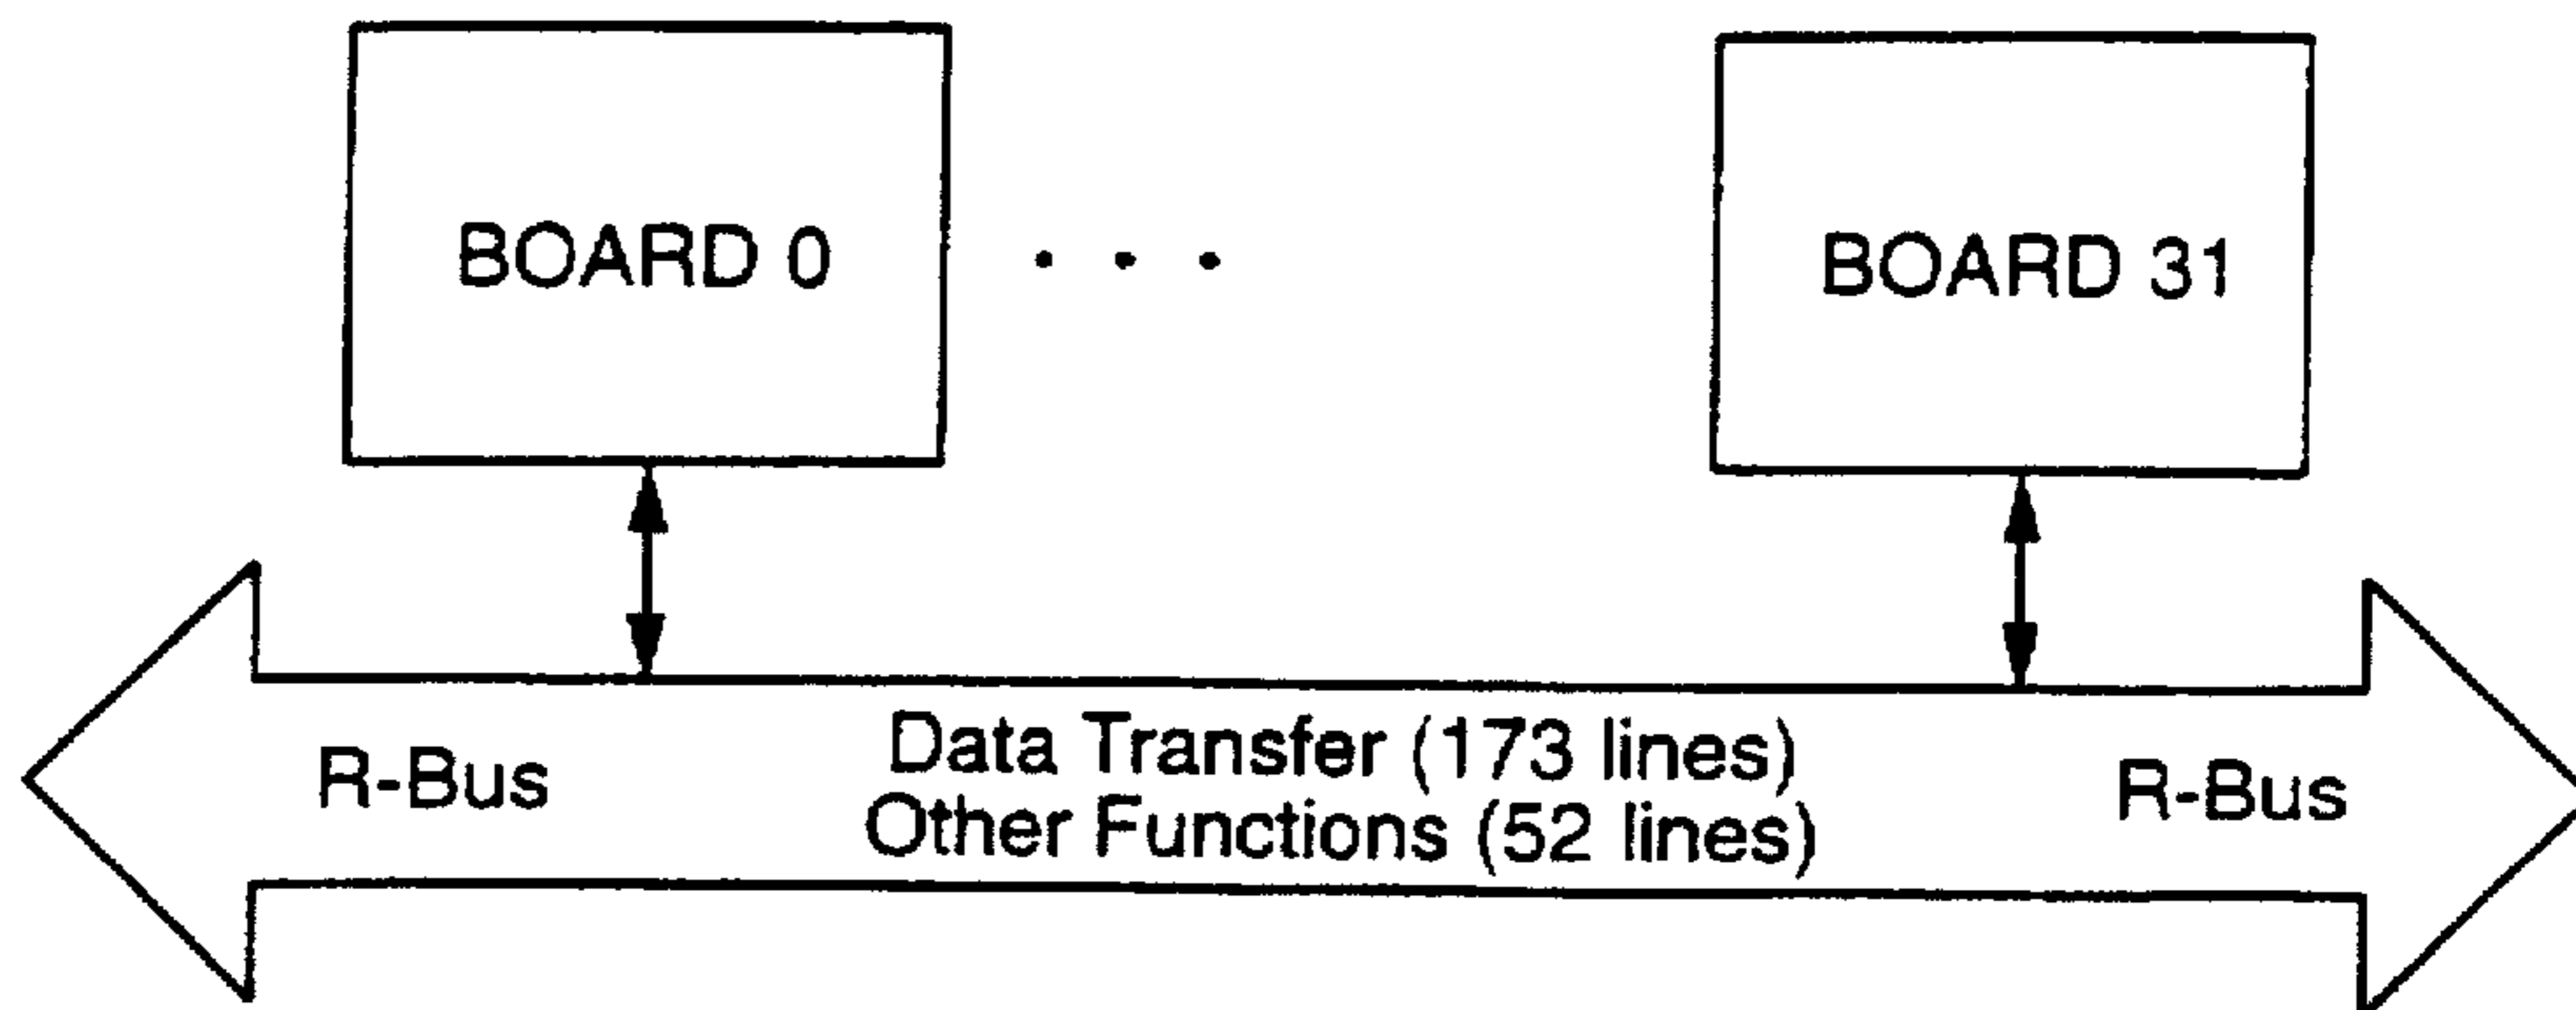 BOARD 0
. . .
BOARD 31
R-Bus
Data Transfer (173 lines)
Other Functions (52 lines)
R-Bus